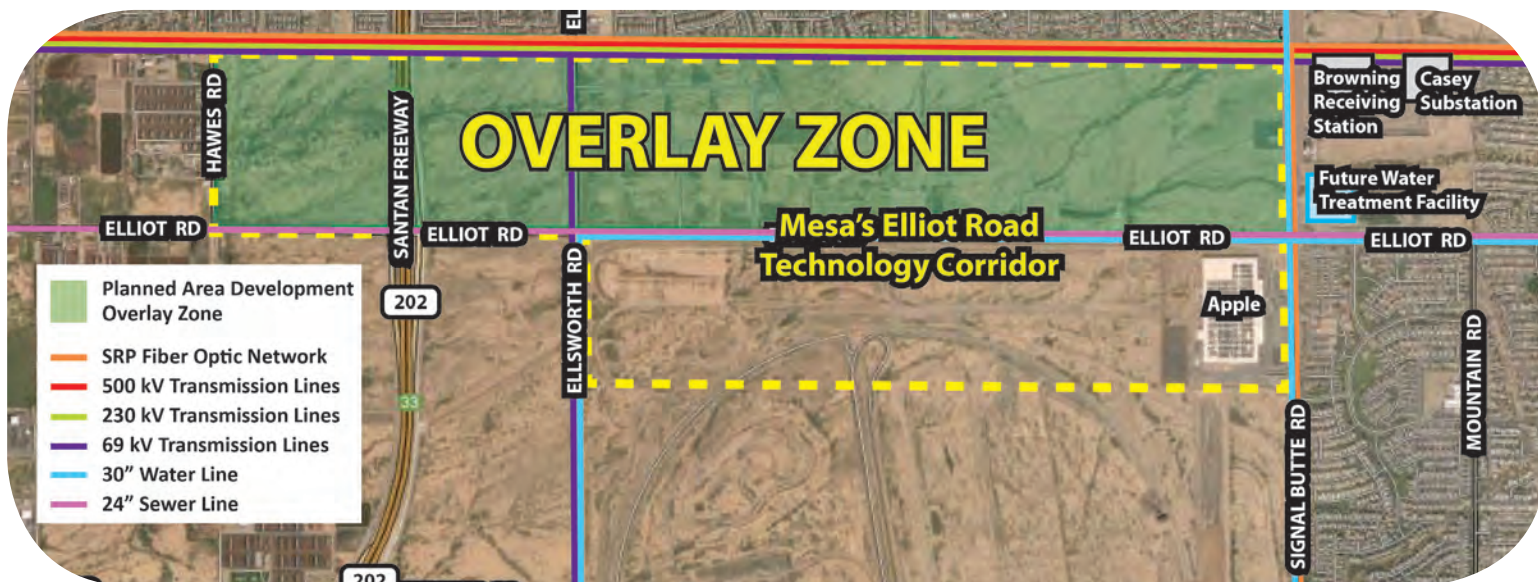 EL
HAWES RD
SANTAN FREEWAY
OVERLAY ZONE
Browning
Receiving
Station
Casey
Substation
Future Water
Treatment Facility
ELLIOT RD
ELLIOT RD
Mesa's Elliot Road
Technology Corridor
ELLIOT RD
ELLIOT RD
Planned Area Development
Overlay Zone
SRP Fiber Optic Network
500 kV Transmission Lines
230 kV Transmission Lines
69 kV Transmission Lines
30” Water Line
24” Sewer Line
202
33
ELLSWORTH RD
Apple
SIGNAL BUTTE RD
MOUNTAIN RD
202